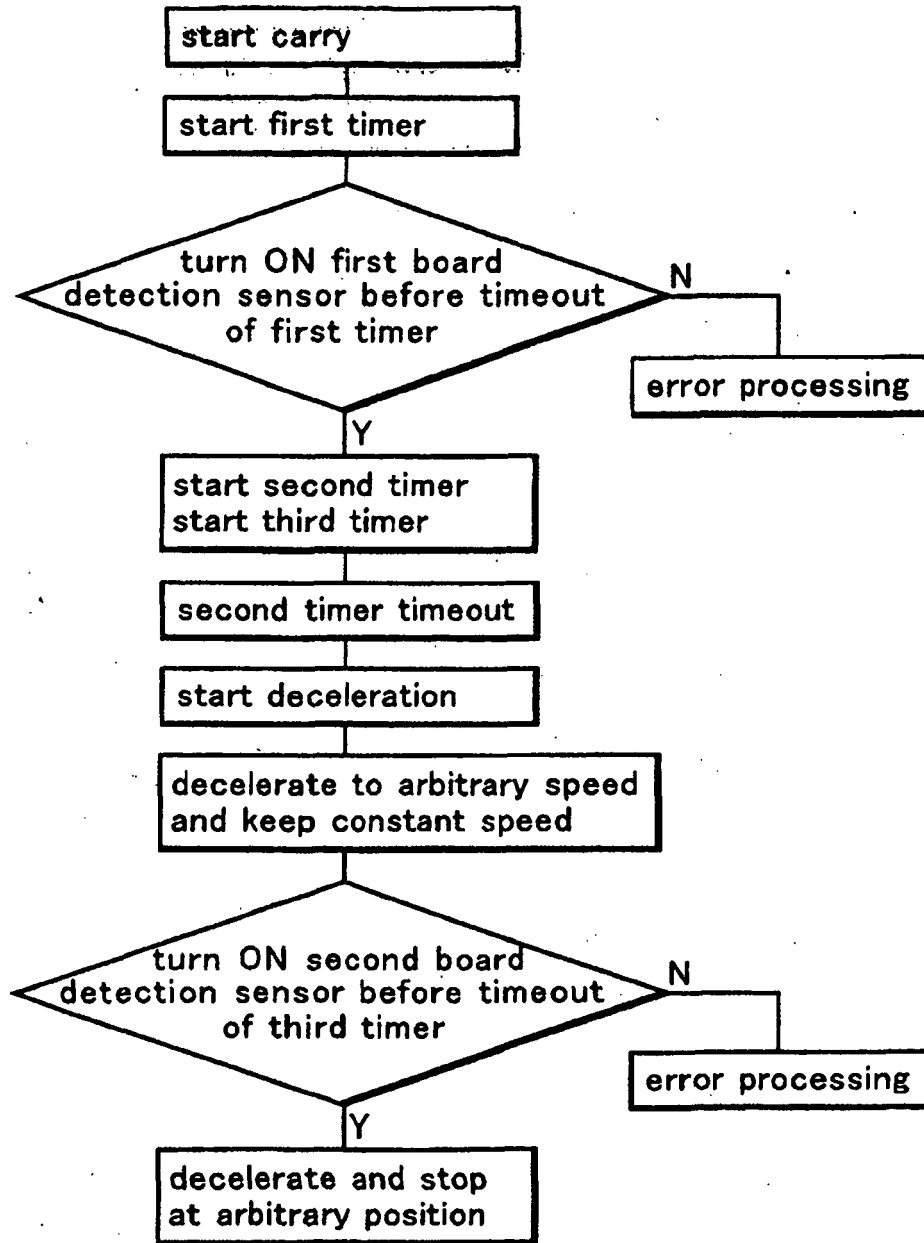 start carry
start first timer
turn ON first board
detection sensor before timeout
of first timer
N
error processing
Y
start second timer
start third timer
second timer timeout
start deceleration
decelerate to arbitrary speed
and keep constant speed
turn ON second board
detection sensor before timeout
of third timer
N
error processing
Y
decelerate and stop
at arbitrary position